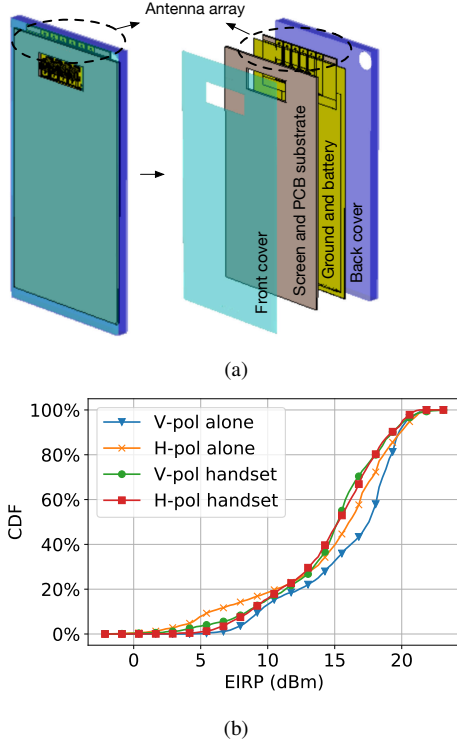 Antenna array
Front cover
Screen and PCB substrate
Ground and battery
Back cover
(a)
100%
80%
60%
40%
20%
0%
CDF
V-pol alone
H-pol alone
V-pol handset
H-pol handset
0
5
10
15
20
EIRP (dBm)
(b)